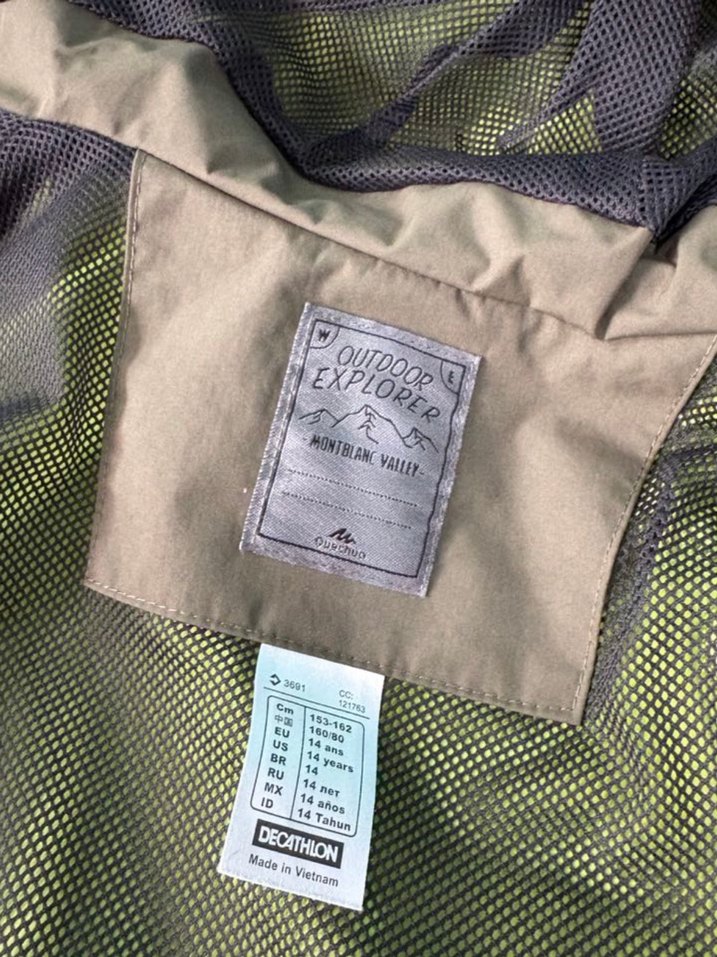 W
E
OUTDOOR
EXPLORER
- MONTBLANC VALLEY -
Quechua
3691 CC:
121763
Cm 153-162
中国 160/80
EU 14 ans
US 14 years
BR 14
RU 14 лет
MX 14 años
ID 14 Tahun
DECATHLON
Made in Vietnam